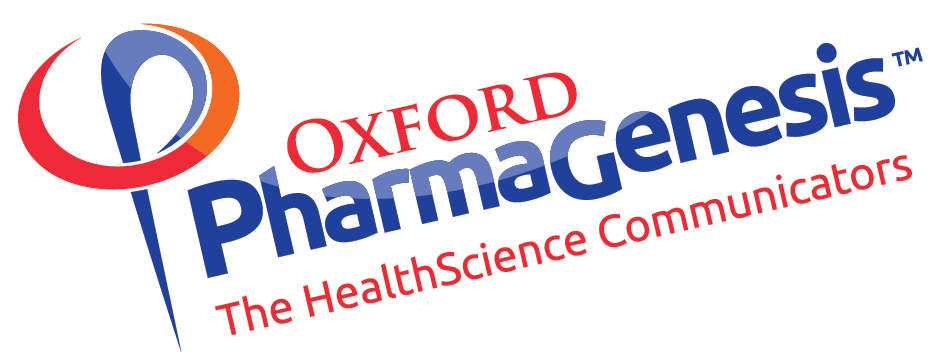 OXFORD
PharmaGenesis™
The HealthScience Communicators